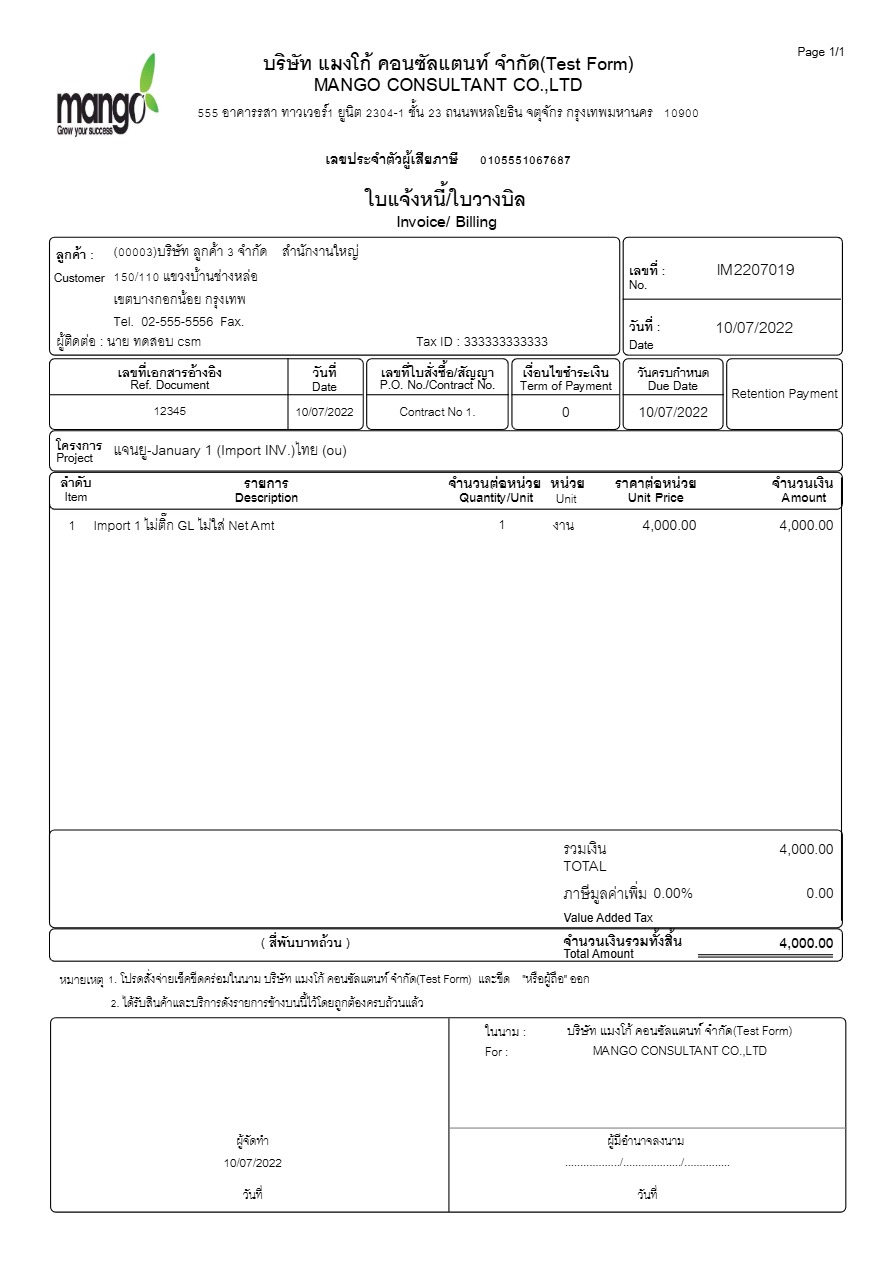 Page 1/1
mango
Grow your success
บริษัท แมงโก้ คอนซัลแตนท์ จำกัด(Test Form)
MANGO CONSULTANT CO.,LTD
555 อาคารรสา ทาวเวอร์1 ยูนิต 2304-1 ชั้น 23 ถนนพหลโยธิน จตุจักร กรุงเทพมหานคร 10900
เลขประจำตัวผู้เสียภาษี 0105551067687
ใบแจ้งหนี้/ใบวางบิล
Invoice/ Billing
ลูกค้า : (00003)บริษัท ลูกค้า 3 จำกัด สำนักงานใหญ่
Customer 150/110 แขวงบ้านช่างหล่อ
เขตบางกอกน้อย กรุงเทพ
Tel. 02-555-5556 Fax.
ผู้ติดต่อ : นาย ทดสอบ csm Tax ID : 333333333333
เลขที่ : IM2207019
No.
วันที่ : 10/07/2022
Date
เลขที่เอกสารอ้างอิง วันที่ เลขที่ใบสั่งซื้อ/สัญญา เงื่อนไขชำระเงิน วันครบกำหนด
Ref. Document Date P.O. No./Contract No. Term of Payment Due Date Retention Payment
12345 10/07/2022 Contract No 1. 0 10/07/2022
โครงการ แจนยู-January 1 (Import INV.)ไทย (ou)
Project
ลำดับ รายการ จำนวนต่อหน่วย หน่วย ราคาต่อหน่วย จำนวนเงิน
Item Description Quantity/Unit Unit Unit Price Amount
1 Import 1 ไม่ติ๊ก GL ไม่ใส่ Net Amt 1 งาน 4,000.00 4,000.00
รวมเงิน 4,000.00
TOTAL
ภาษีมูลค่าเพิ่ม 0.00% 0.00
Value Added Tax
( สี่พันบาทถ้วน ) จำนวนเงินรวมทั้งสิ้น 4,000.00
Total Amount
หมายเหตุ 1. โปรดสั่งจ่ายเช็คขีดคร่อมในนาม บริษัท แมงโก้ คอนซัลแตนท์ จำกัด(Test Form) และขีด "หรือผู้ถือ" ออก
2. ได้รับสินค้าและบริการดังรายการข้างบนนี้ไว้โดยถูกต้องครบถ้วนแล้ว
ในนาม : บริษัท แมงโก้ คอนซัลแตนท์ จำกัด(Test Form)
For : MANGO CONSULTANT CO.,LTD
ผู้จัดทำ ผู้มีอำนาจลงนาม
10/07/2022 ................../.................../...............
วันที่ วันที่